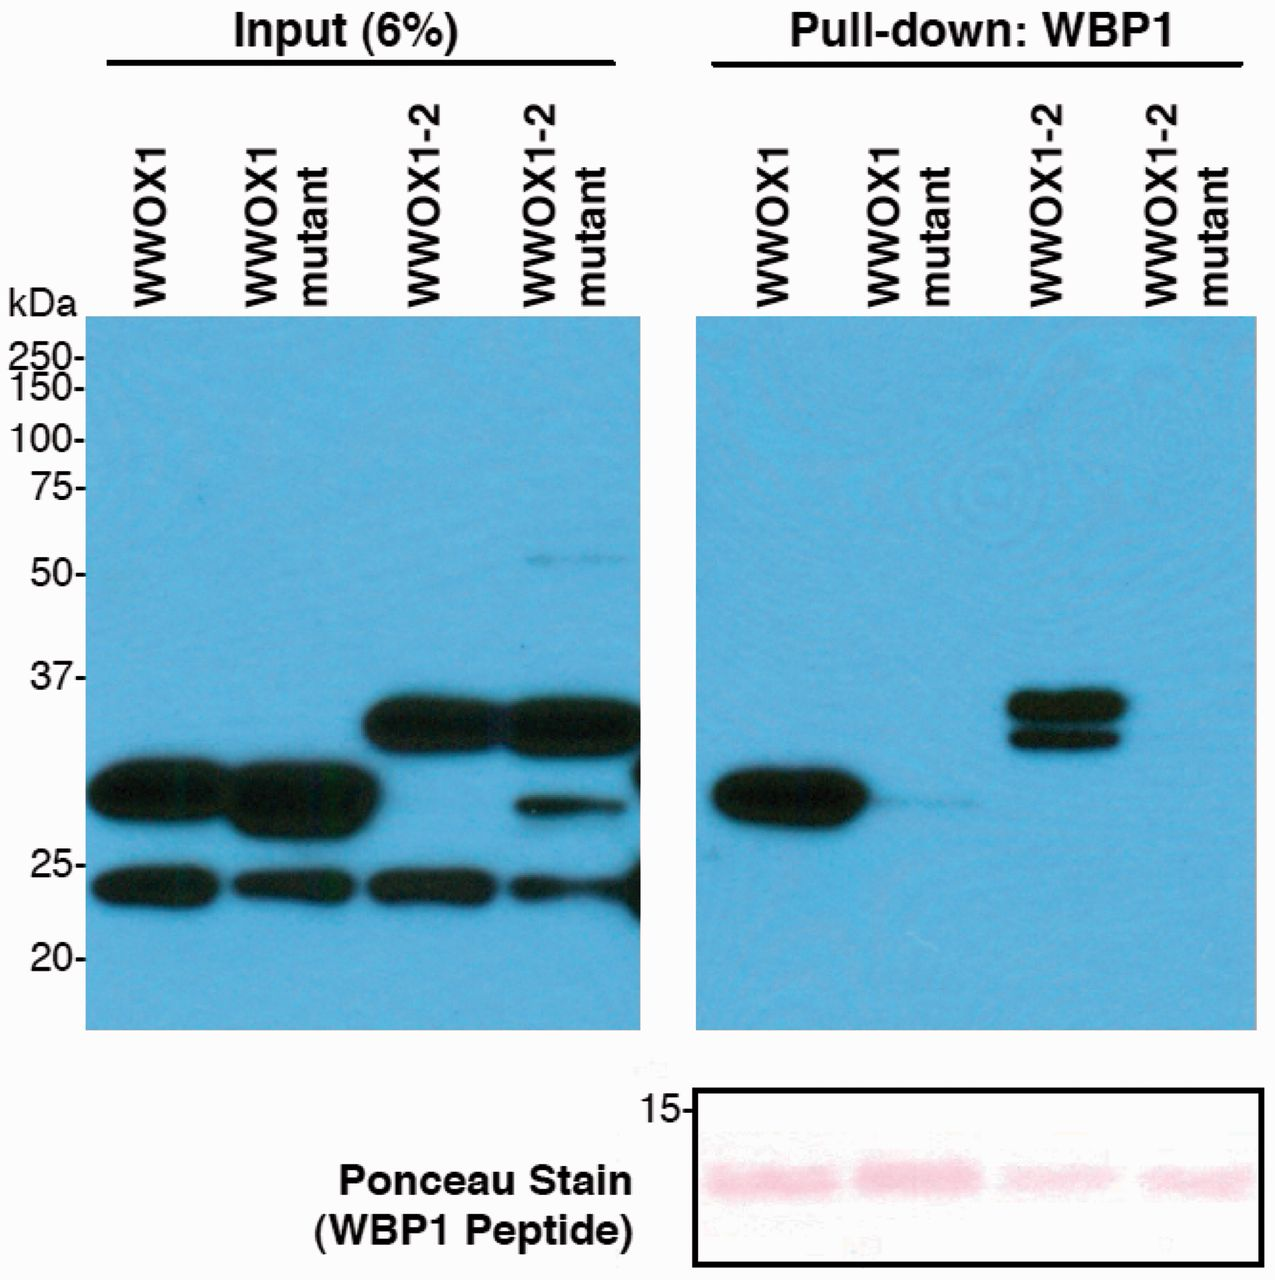 Input (6%)
Pull-down: WBP1
WWOX1
WWOX1
mutant
WWOX1-2
WWOX1-2
mutant
WWOX1
WWOX1
mutant
WWOX1-2
WWOX1-2
mutant
kDa
250-
150-
100-
75-
50-
37-
25-
20-
15-
Ponceau Stain
(WBP1 Peptide)